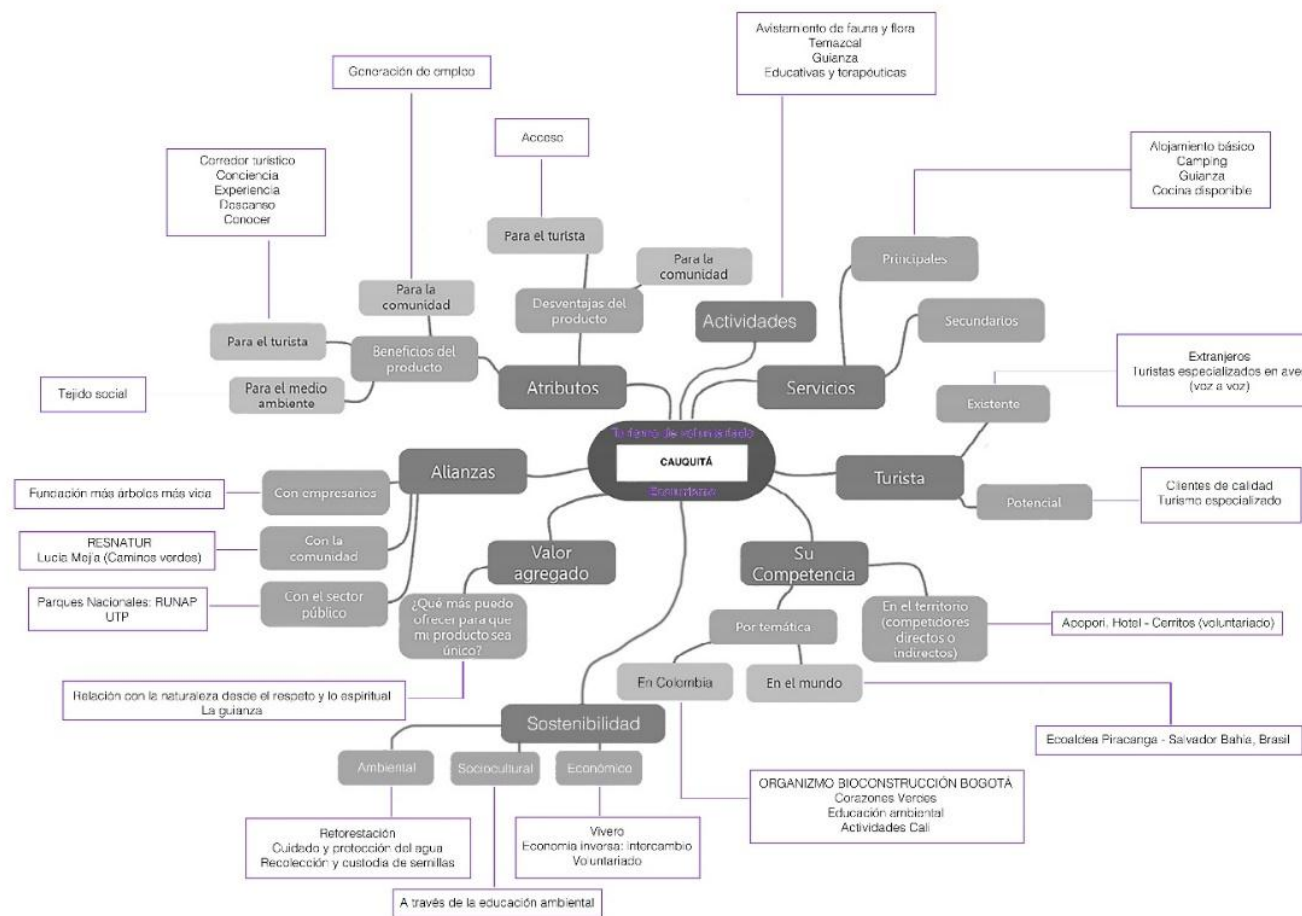 Avistamiento de fauna y flora
Temazcal
Guianza
Educativas y terapéuticas
Generación de empleo
Acceso
Corredor turístico
Conciencia
Experiencia
Descanso
Conocer
Alojamiento básico
Camping
Guianza
Cocina disponible
Para el turista
Para la
comunidad
Principales
Para la
comunidad
Desventajas del
producto
Actividades
Secundarios
Para el turista
Beneficios del
producto
Extranjeros
Turistas especializados en ave
(voz a voz)
Tejido social
Para el medio
ambiente
Atributos
Servicios
Existente
Turismo de voluntariado
CAUQUITÁ
Ecoturismo
Alianzas
Turista
Fundación más árboles más vida
Con empresarios
Potencial
Clientes de calidad
Turismo especializado
RESNATUR
Lucía Mejía (Caminos verdes)
Con la
comunidad
Valor
agregado
Su
Competencia
Parques Nacionales: RUNAP
UTP
Con el sector
público
¿Qué más puedo
ofrecer para que
mi producto sea
único?
Por temática
En el territorio
(competidores
directos o
indirectos)
Apopori, Hotel - Cerritos (voluntariado)
Relación con la naturaleza desde el respeto y lo espiritual
La guianza
En Colombia
En el mundo
Sostenibilidad
Ecoaldea Piracanga - Salvador Bahía, Brasil
Ambiental
Sociocultural
Económico
ORGANIZMO BIOCONSTRUCCIÓN BOGOTÁ
Corazones Verdes
Educación ambiental
Actividades Cali
Reforestación
Cuidado y protección del agua
Recolección y custodia de semillas
Vivero
Economía inversa: intercambio
Voluntariado
A través de la educación ambiental